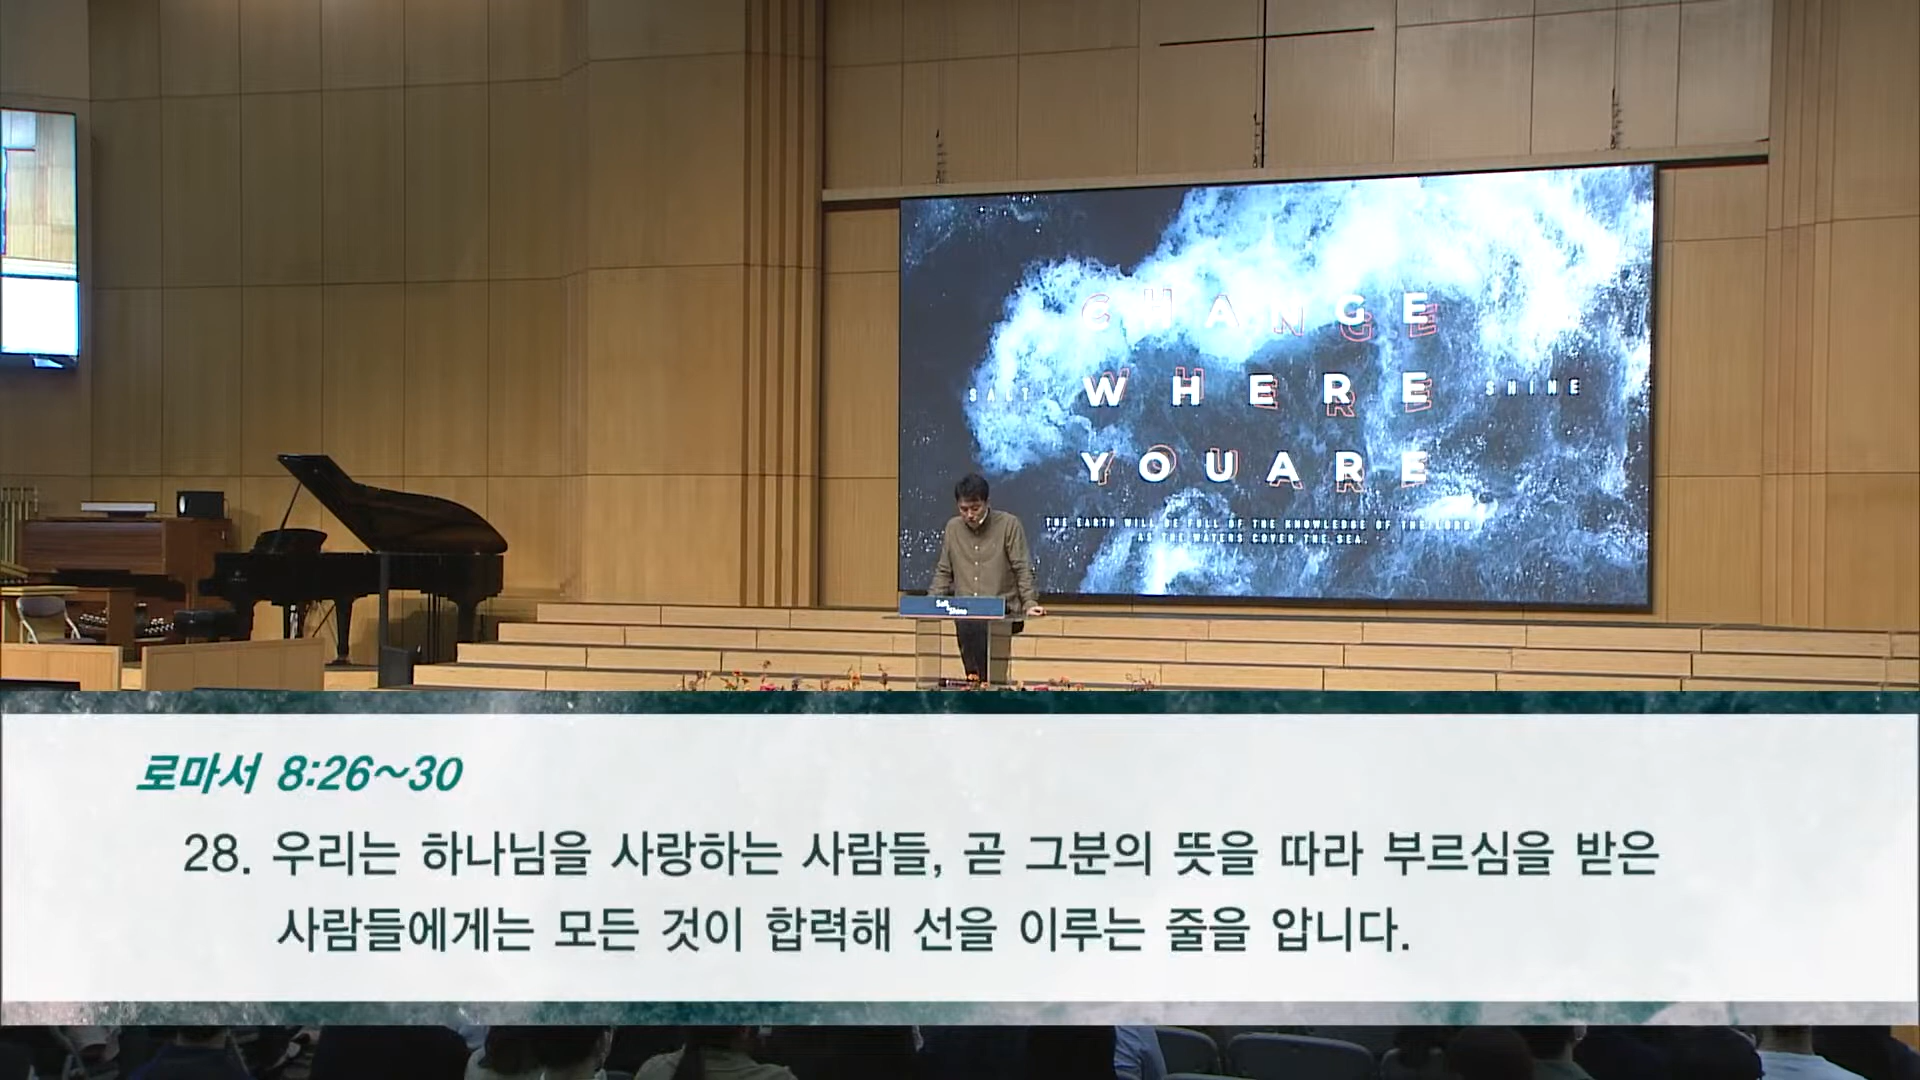 CHANGE
SALT SHINE
WHERE
YOU ARE
THE EARTH WILL BE FULL OF THE KNOWLEDGE OF THE LORD
AS THE WATERS COVER THE SEA.
Salt
Shine
로마서 8:26~30
28. 우리는 하나님을 사랑하는 사람들, 곧 그분의 뜻을 따라 부르심을 받은
사람들에게는 모든 것이 합력해 선을 이루는 줄을 압니다.